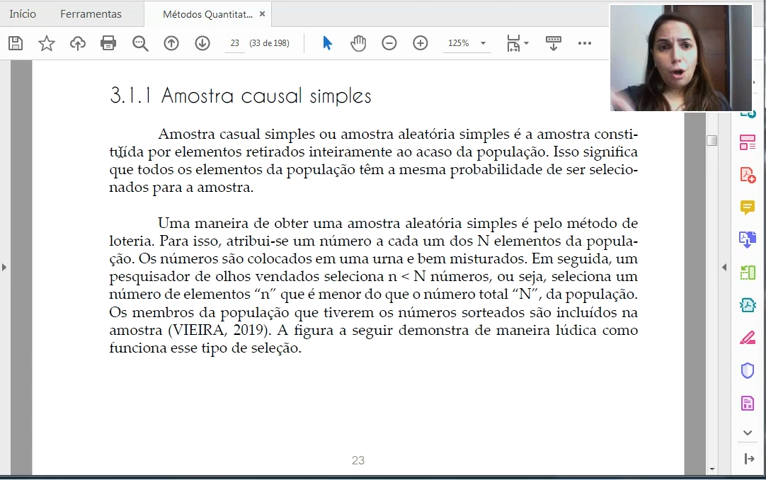 Início
Ferramentas
Métodos Quantitat...
23
(33 de 198)
125%
3.1.1 Amostra causal simples
Amostra casual simples ou amostra aleatória simples é a amostra consti-
tuída por elementos retirados inteiramente ao acaso da população. Isso significa
que todos os elementos da população têm a mesma probabilidade de ser selecio-
nados para a amostra.
Uma maneira de obter uma amostra aleatória simples é pelo método de
loteria. Para isso, atribui-se um número a cada um dos N elementos da popula-
ção. Os números são colocados em uma urna e bem misturados. Em seguida, um
pesquisador de olhos vendados seleciona n < N números, ou seja, seleciona um
número de elementos “n” que é menor do que o número total “N”, da população.
Os membros da população que tiverem os números sorteados são incluídos na
amostra (VIEIRA, 2019). A figura a seguir demonstra de maneira lúdica como
funciona esse tipo de seleção.
23